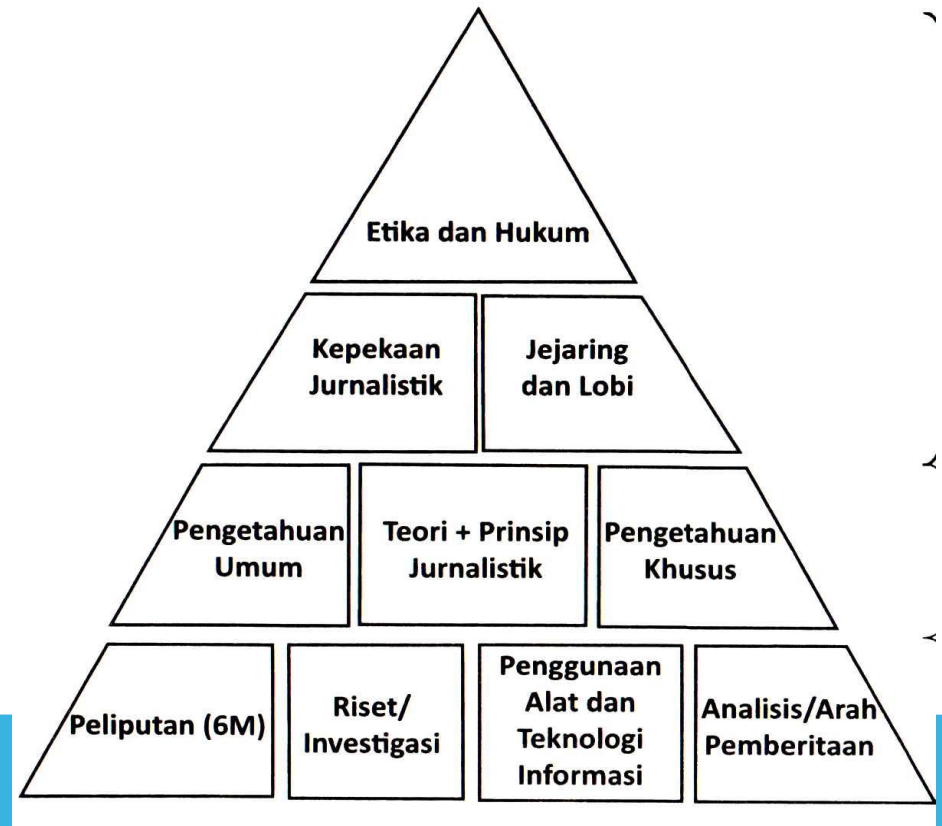 Etika dan Hukum
Kepekaan
Jurnalistik
Jejaring
dan Lobi
Pengetahuan
Umum
Teori + Prinsip
Jurnalistik
Pengetahuan
Khusus
Peliputan (6M)
Riset/
Investigasi
Penggunaan
Alat dan
Teknologi
Informasi
Analisis/Arah
Pemberitaan